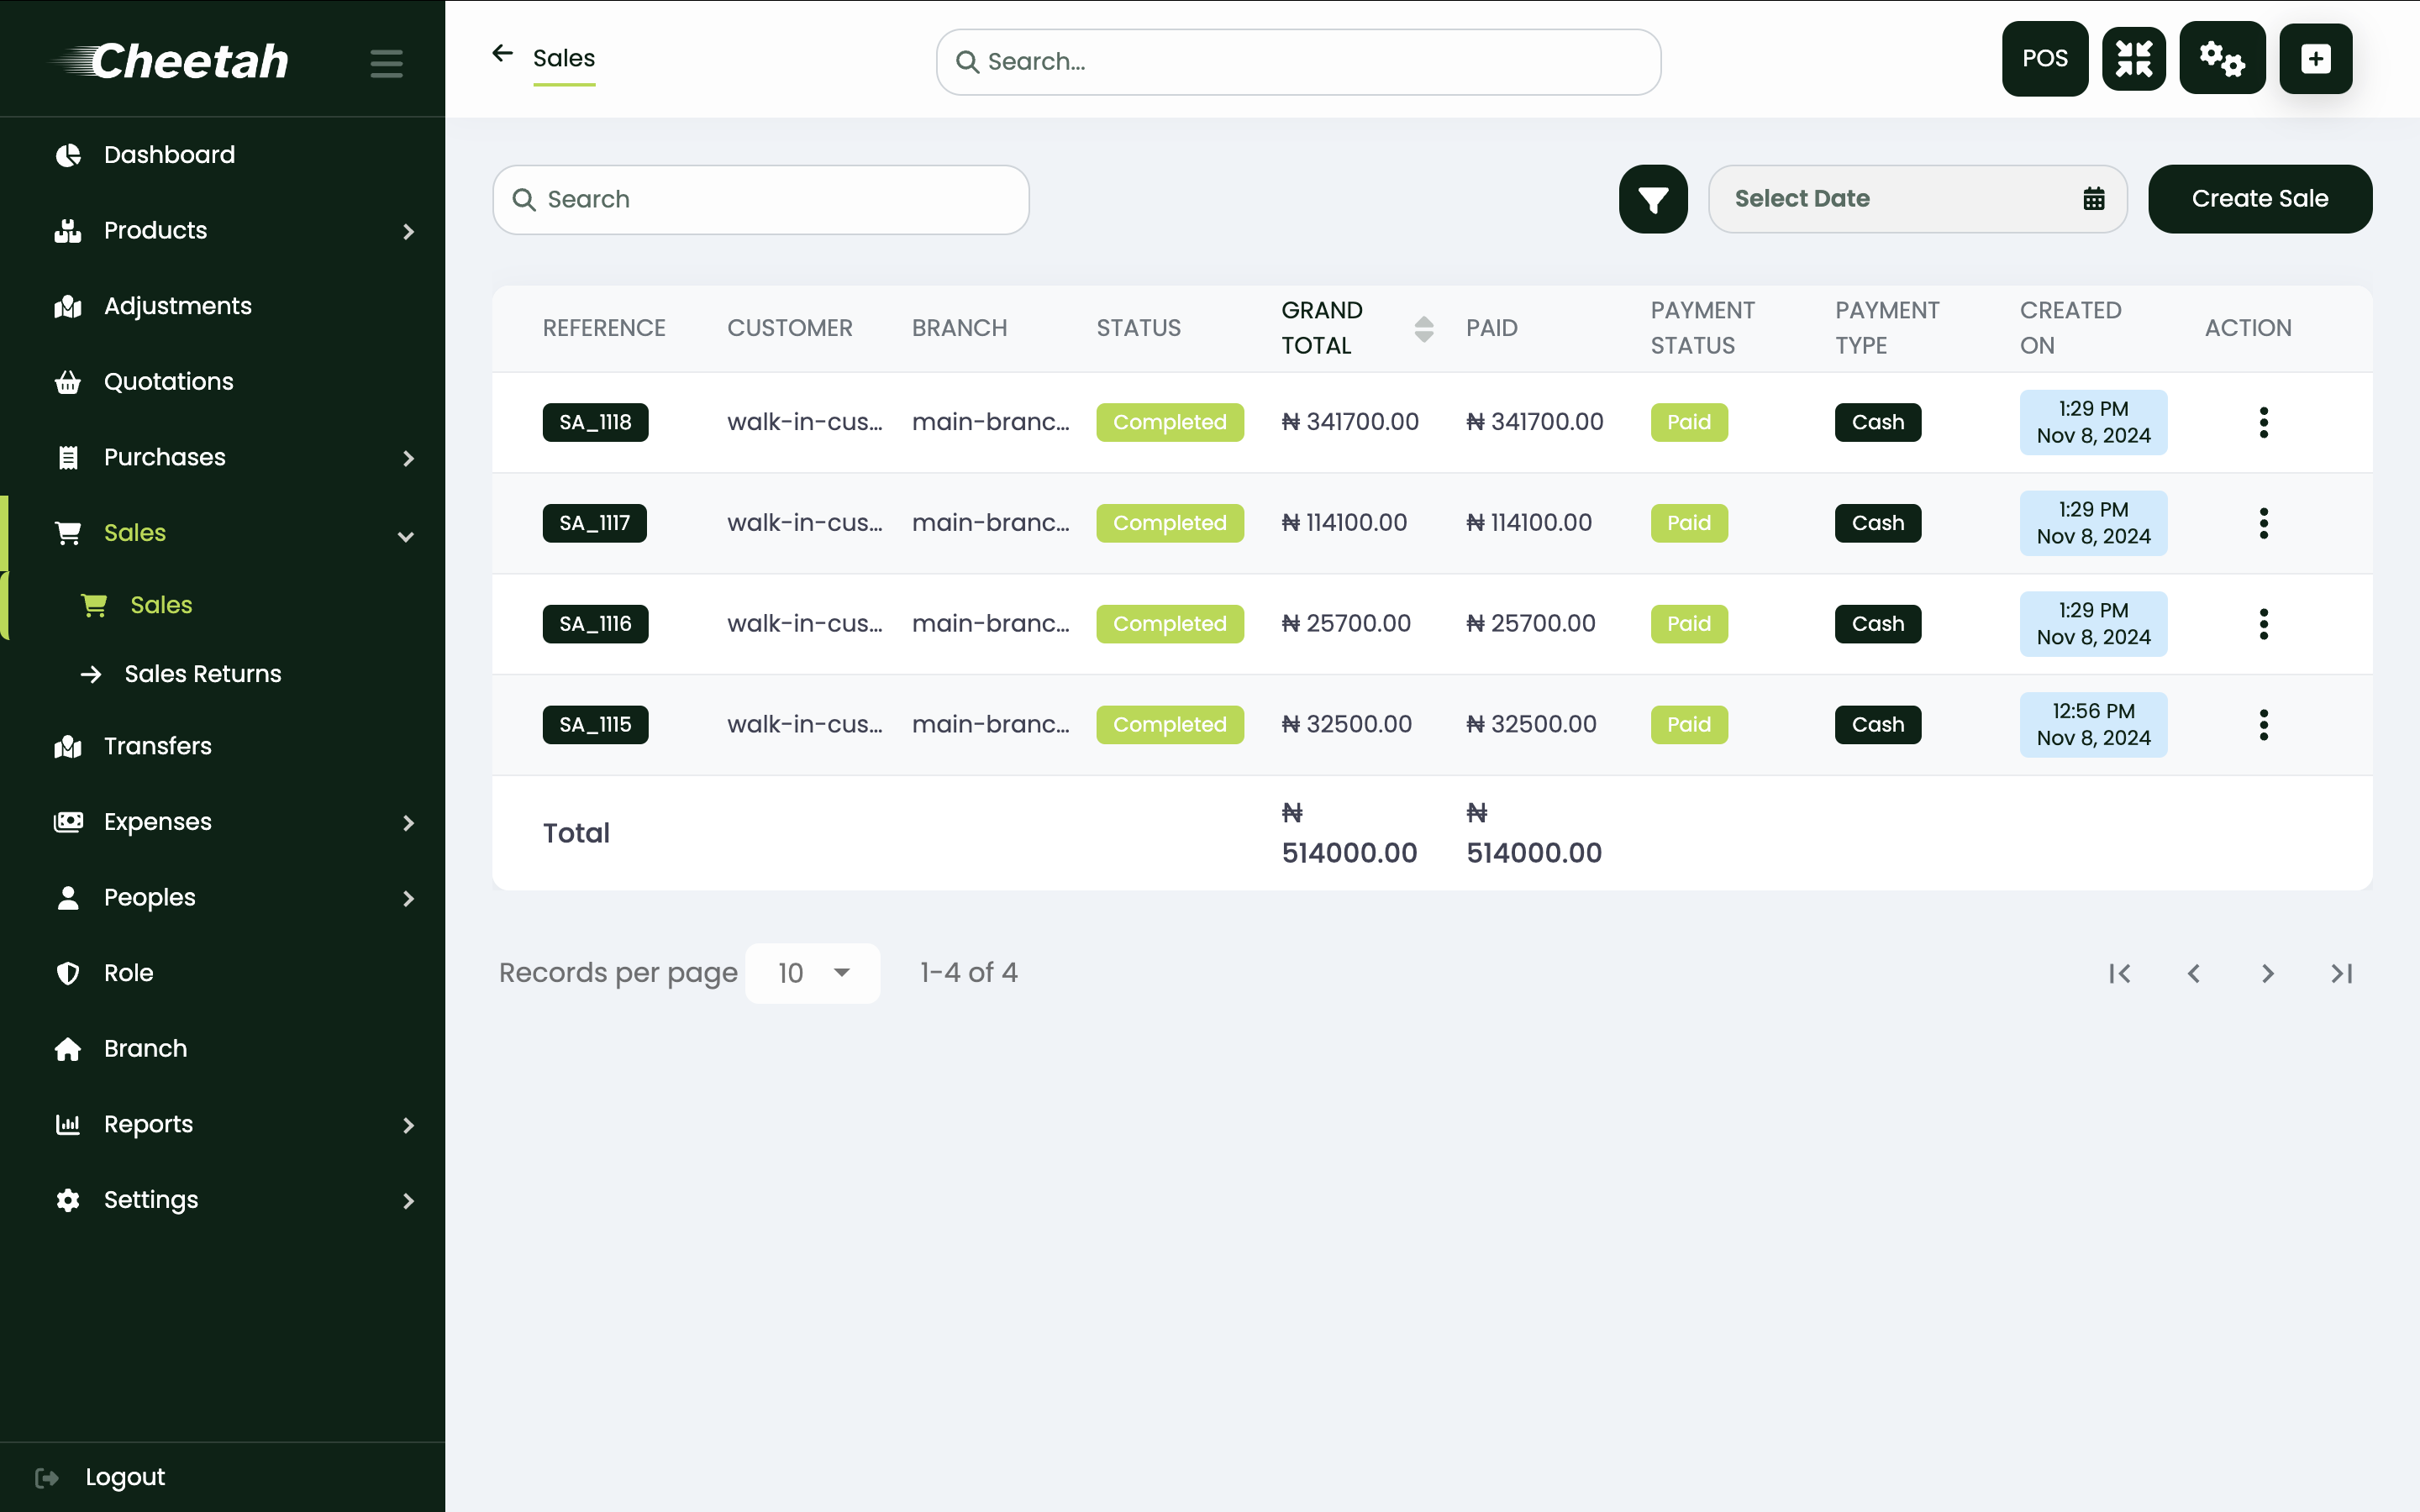 Cheetah
Dashboard
Products
Adjustments
Quotations
Purchases
Sales
Sales
Sales Returns
Transfers
Expenses
Peoples
Role
Branch
Reports
Settings
Logout
Sales
Search...
POS
Search
Select Date
Create Sale
REFERENCE CUSTOMER BRANCH STATUS GRAND TOTAL PAID PAYMENT STATUS PAYMENT TYPE CREATED ON ACTION
SA_1118 walk-in-cus... main-branc... Completed ₦ 341700.00 ₦ 341700.00 Paid Cash 1:29 PM Nov 8, 2024
SA_1117 walk-in-cus... main-branc... Completed ₦ 114100.00 ₦ 114100.00 Paid Cash 1:29 PM Nov 8, 2024
SA_1116 walk-in-cus... main-branc... Completed ₦ 25700.00 ₦ 25700.00 Paid Cash 1:29 PM Nov 8, 2024
SA_1115 walk-in-cus... main-branc... Completed ₦ 32500.00 ₦ 32500.00 Paid Cash 12:56 PM Nov 8, 2024
Total ₦ 514000.00 ₦ 514000.00
Records per page 10 1-4 of 4